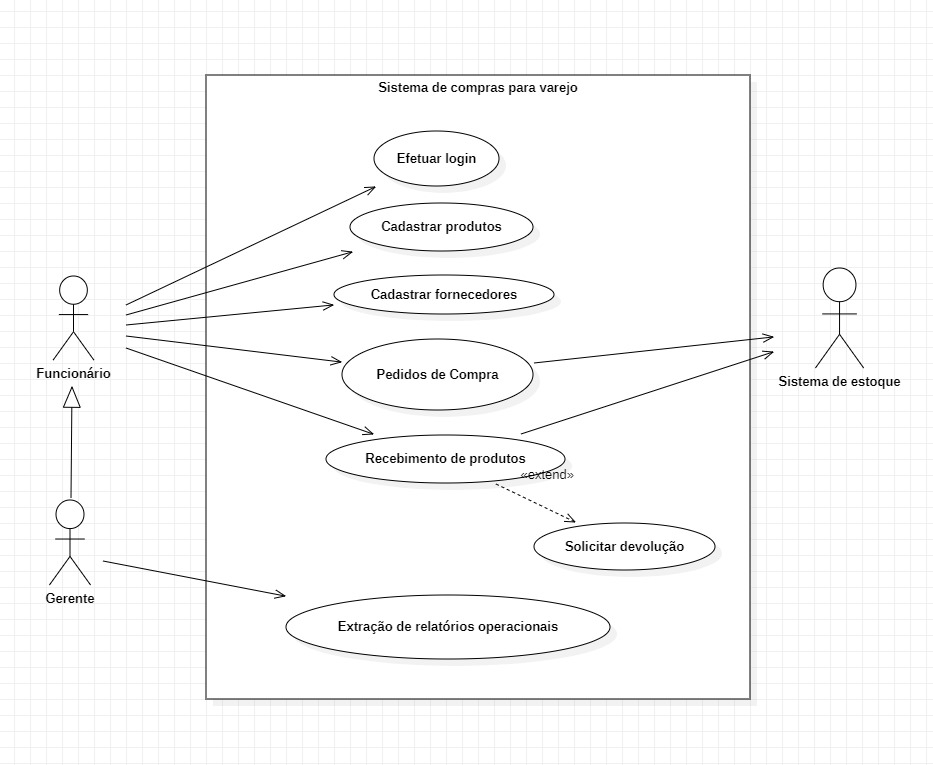 Sistema de compras para varejo
Efetuar login
Cadastrar produtos
Cadastrar fornecedores
Funcionário
Pedidos de Compra
Sistema de estoque
Recebimento de produtos
«extend»
Solicitar devolução
Gerente
Extração de relatórios operacionais